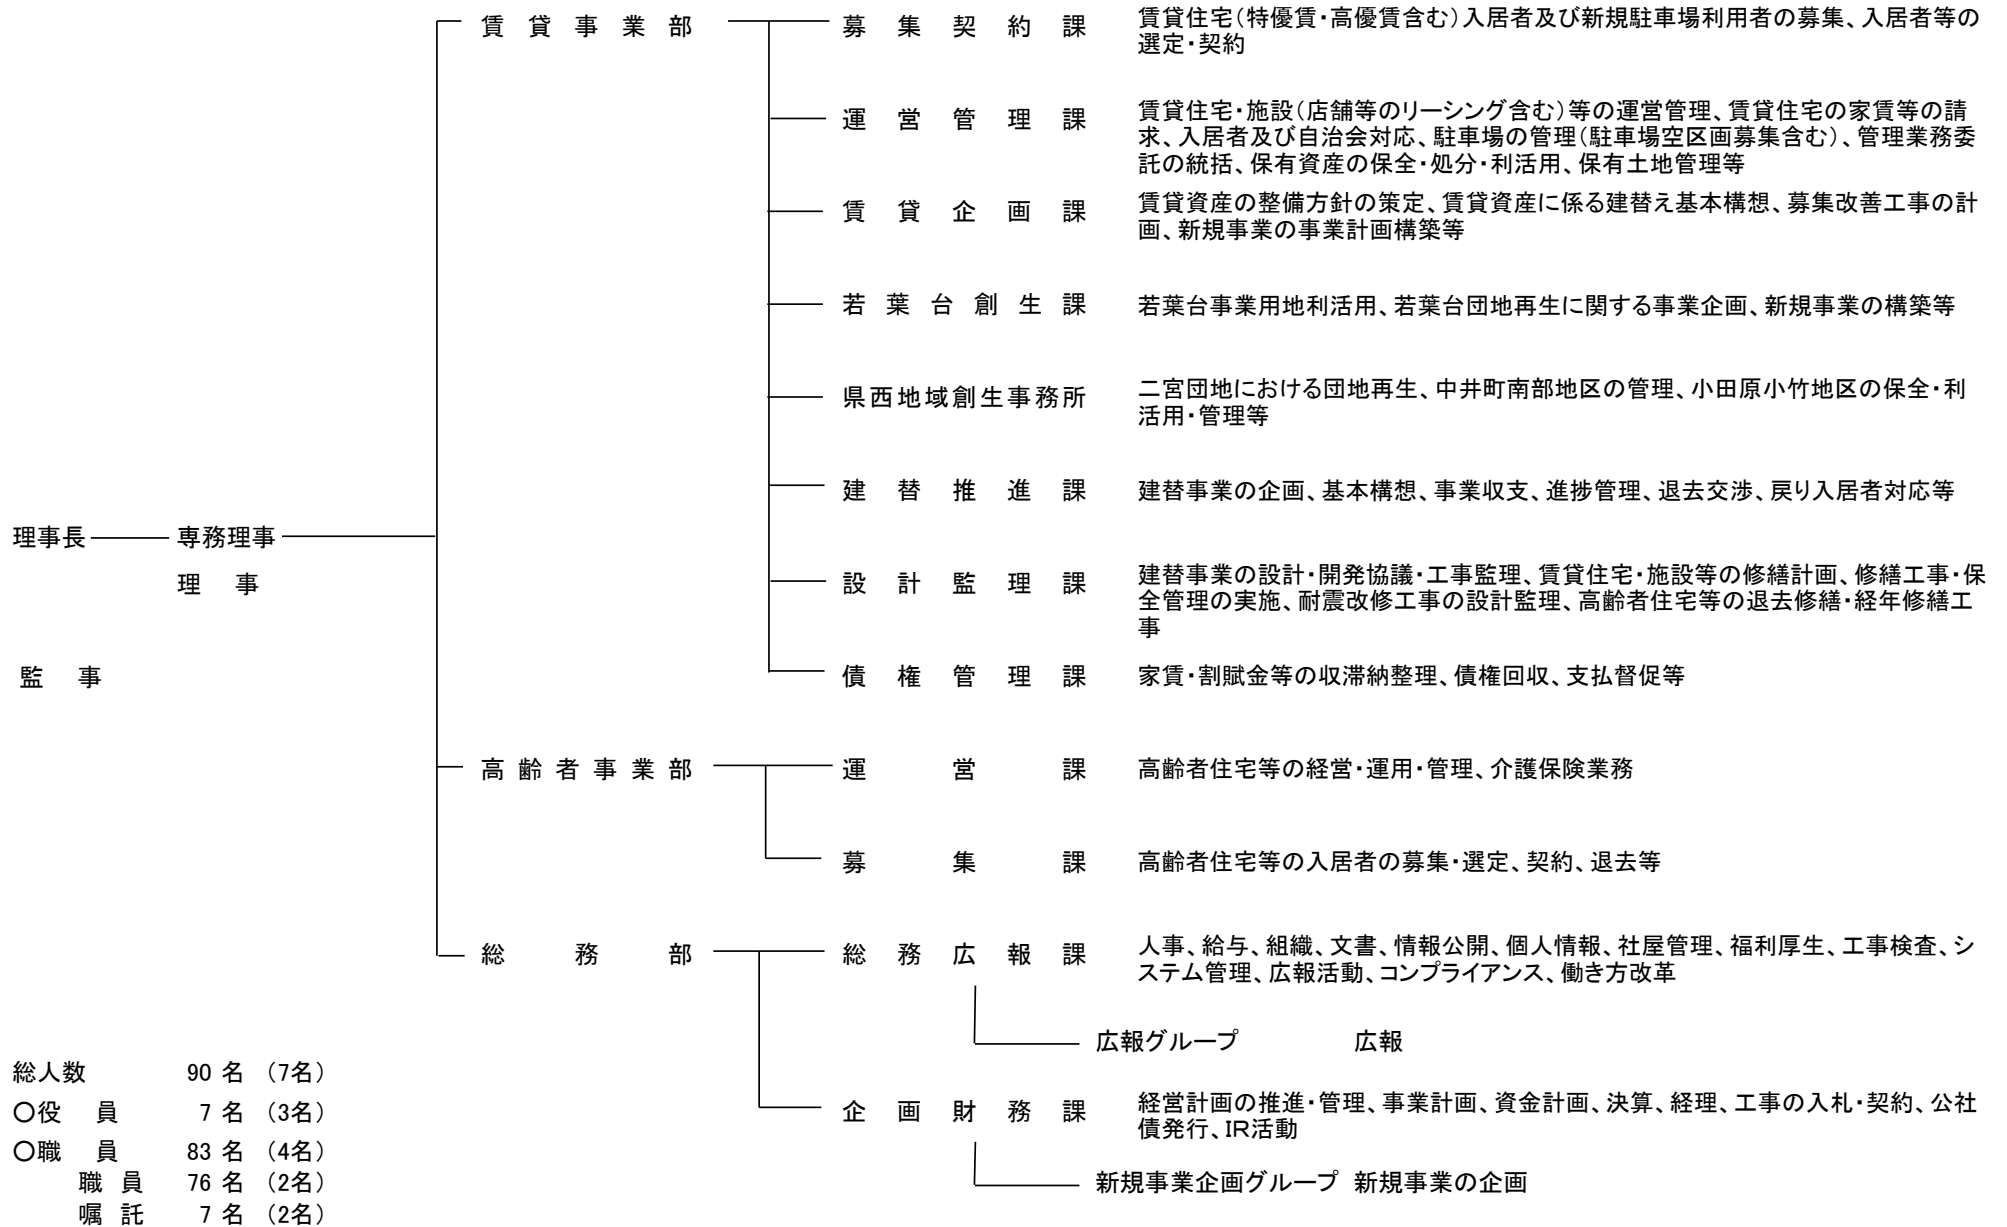 賃貸事業部
募集契約課
賃貸住宅(特優賃・高優賃含む)入居者及び新規駐車場利用者の募集、入居者等の
選定・契約
運営管理課
賃貸住宅・施設(店舗等のリーシング含む)等の運営管理、賃貸住宅の家賃等の請
求、入居者及び自治会対応、駐車場の管理(駐車場空区画募集含む)、管理業務委
託の統括、保有資産の保全・処分・利活用、保有土地管理等
賃貸企画課
賃貸資産の整備方針の策定、賃貸資産に係る建替え基本構想、募集改善工事の計
画、新規事業の事業計画構築等
若葉台創生課
若葉台事業用地利活用、若葉台団地再生に関する事業企画、新規事業の構築等
県西地域創生事務所
二宮団地における団地再生、中井町南部地区の管理、小田原小竹地区の保全・利
活用・管理等
建替推進課
建替事業の企画、基本構想、事業収支、進捗管理、退去交渉、戻り入居者対応等
理事長
専務理事
理事
設計監理課
建替事業の設計・開発協議・工事監理、賃貸住宅・施設等の修繕計画、修繕工事・保
全管理の実施、耐震改修工事の設計監理、高齢者住宅等の退去修繕・経年修繕工
事
監事
債権管理課
家賃・割賦金等の収滞納整理、債権回収、支払督促等
高齢者事業部
運営課
高齢者住宅等の経営・運用・管理、介護保険業務
募集課
高齢者住宅等の入居者の募集・選定、契約、退去等
総務部
総務広報課
人事、給与、組織、文書、情報公開、個人情報、社屋管理、福利厚生、工事検査、シ
ステム管理、広報活動、コンプライアンス、働き方改革
広報グループ 広報
企画財務課
経営計画の推進・管理、事業計画、資金計画、決算、経理、工事の入札・契約、公社
債発行、IR活動
新規事業企画グループ 新規事業の企画
総人数 90 名 (7名)
○役員 7 名 (3名)
○職員 83 名 (4名)
職員 76 名 (2名)
嘱託 7 名 (2名)